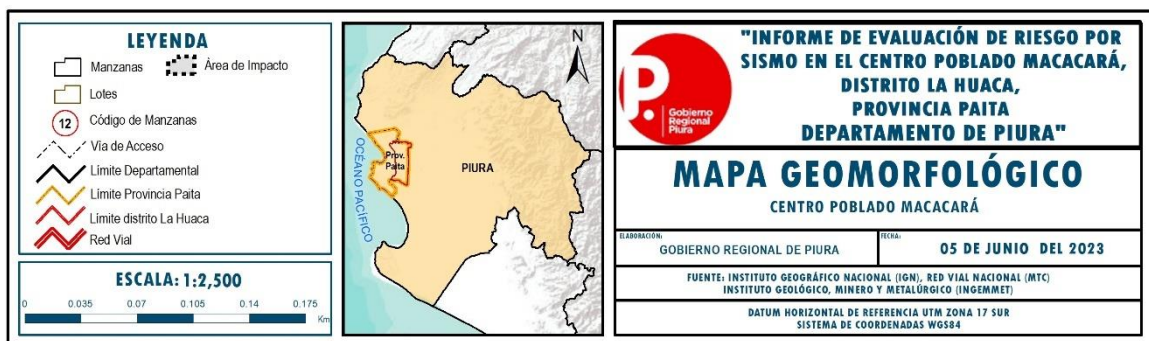 LEYENDA
Manzanas
Área de Impacto
Lotes
12
Código de Manzanas
Vía de Acceso
Límite Departamental
Límite Provincia Paita
Límite distrito La Huaca
Red Vial
ESCALA: 1:2,500
0 0.035 0.07 0.105 0.14 0.175
Km
N
OCÉANO PACÍFICO
Prov.
Paita
PIURA
P.
Gobierno
Regional
Piura
"INFORME DE EVALUACIÓN DE RIESGO POR
SISMO EN EL CENTRO POBLADO MACACARÁ,
DISTRITO LA HUACA,
PROVINCIA PAITA
DEPARTAMENTO DE PIURA"
MAPA GEOMORFOLÓGICO
CENTRO POBLADO MACACARÁ
ELABORACIÓN:
GOBIERNO REGIONAL DE PIURA
FECHA:
05 DE JUNIO DEL 2023
FUENTE: INSTITUTO GEOGRÁFICO NACIONAL (IGN), RED VIAL NACIONAL (MTC)
INSTITUTO GEOLÓGICO, MINERO Y METALÚRGICO (INGEMMET)
DATUM HORIZONTAL DE REFERENCIA UTM ZONA 17 SUR
SISTEMA DE COORDENADAS WGS84